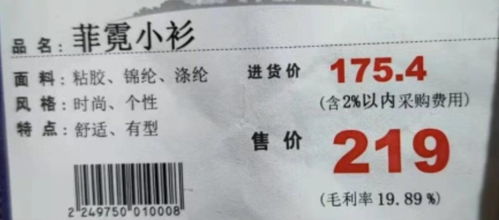 品 名：菲霓小衫
面 料：粘胶、锦纶、涤纶
风 格：时尚、个性
特 点：舒适、有型
进货价 175.4
(含2%以内采购费用)
售 价 219
(毛利率 19.89%)
2 249750 010008